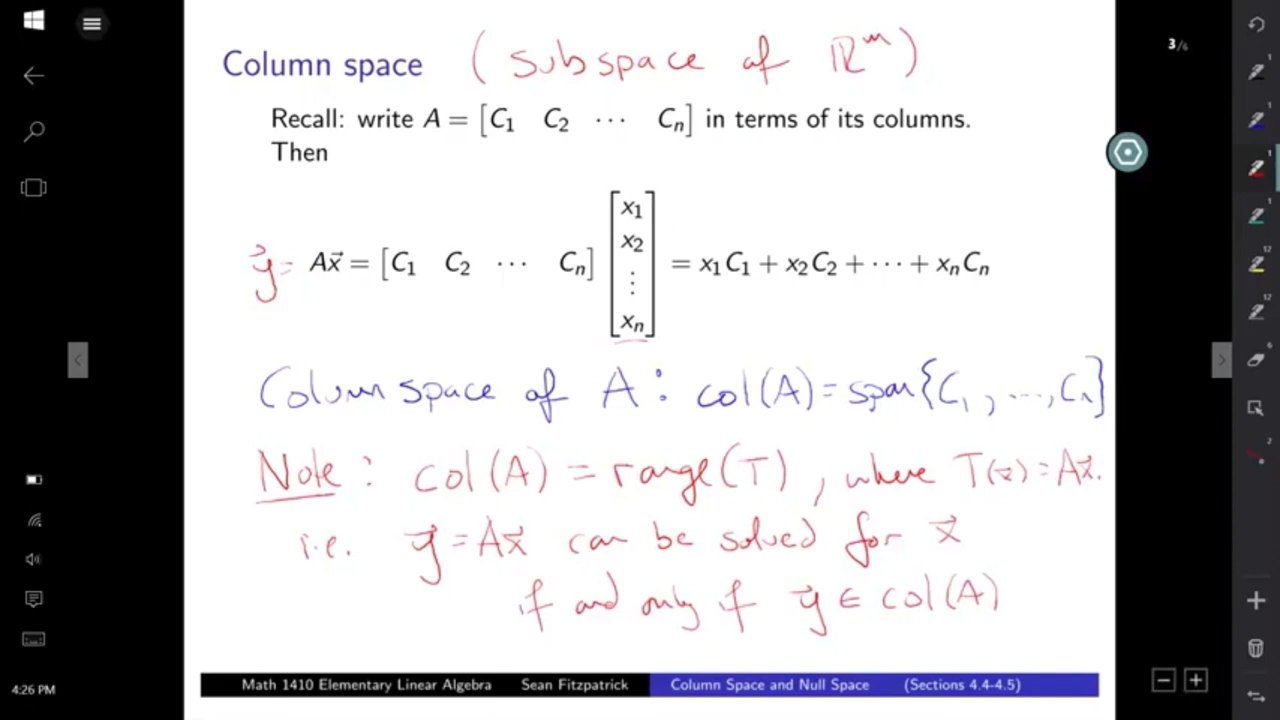 3/6
Column space (subspace of ℝᵐ)
Recall: write A = [C₁ C₂ ⋯ Cₙ] in terms of its columns.
Then
y⃗ = Ax⃗ = [C₁ C₂ ⋯ Cₙ] [x₁ x₂ ⋮ xₙ] = x₁C₁ + x₂C₂ + ⋯ + xₙCₙ
Column space of A : col(A) = span{C₁, ..., Cₙ}
Note : col(A) = range(T), where T(x⃗) = Ax⃗.
i.e. y⃗ = Ax⃗ can be solved for x⃗
if and only if y⃗ ∈ col(A)
Math 1410 Elementary Linear Algebra Sean Fitzpatrick Column Space and Null Space (Sections 4.4-4.5)
4:26 PM